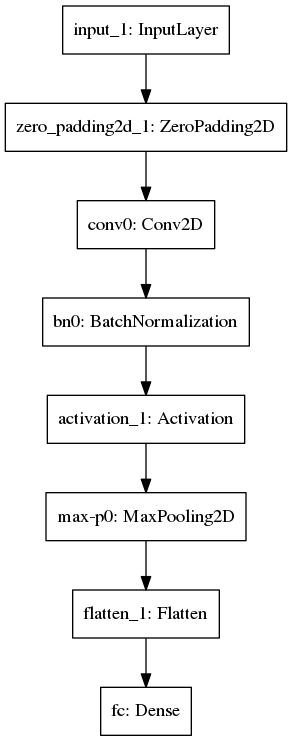 input_1: InputLayer
zero_padding2d_1: ZeroPadding2D
conv0: Conv2D
bn0: BatchNormalization
activation_1: Activation
max-p0: MaxPooling2D
flatten_1: Flatten
fc: Dense